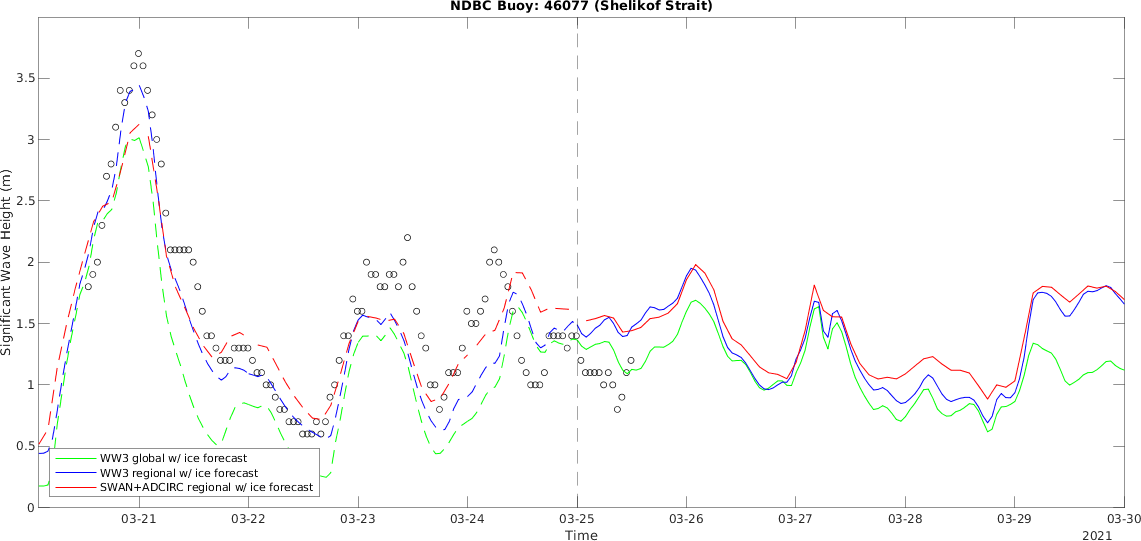 NDBC Buoy: 46077 (Shelikof Strait)
Significant Wave Height (m)
3.5
3
2.5
2
1.5
1
0.5
0
WW3 global w/ ice forecast
WW3 regional w/ ice forecast
SWAN+ADCIRC regional w/ ice forecast
03-21 03-22 03-23 03-24 03-25 03-26 03-27 03-28 03-29 03-30
Time
2021